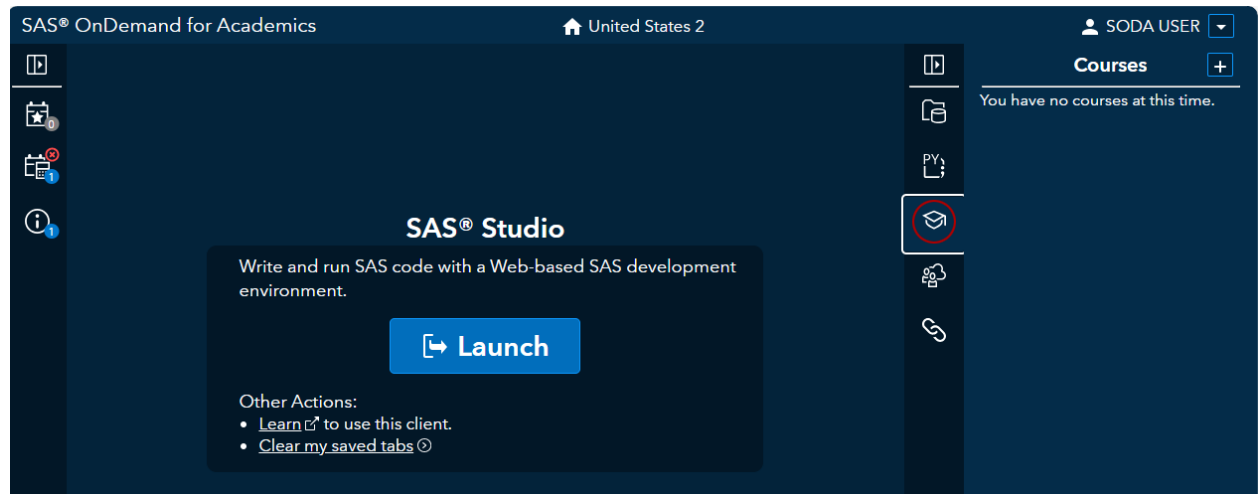 SAS® OnDemand for Academics
United States 2
SODA USER
Courses
+
You have no courses at this time.
0
1
1
PY
SAS® Studio
Write and run SAS code with a Web-based SAS development
environment.
Launch
Other Actions:
• Learn to use this client.
• Clear my saved tabs